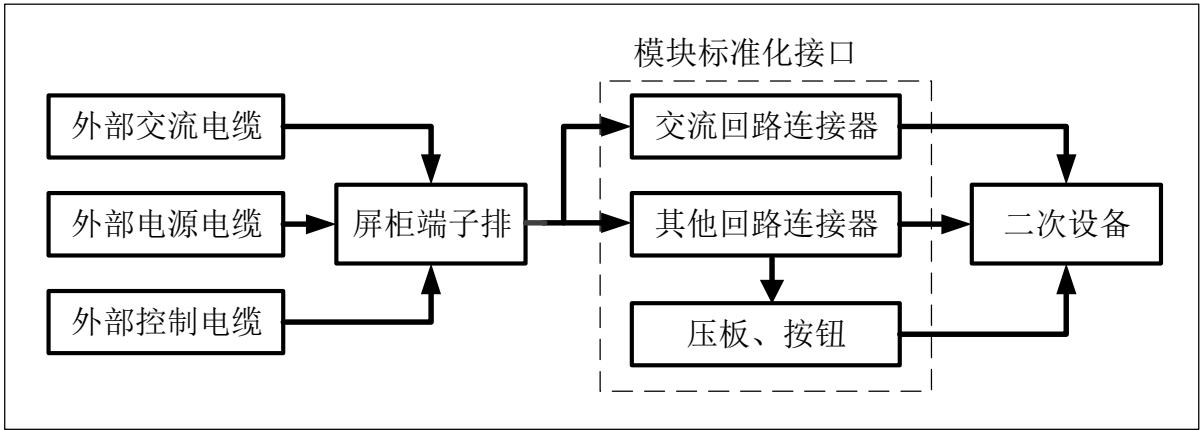 模块标准化接口
外部交流电缆
交流回路连接器
外部电源电缆
屏柜端子排
其他回路连接器
二次设备
外部控制电缆
压板、按钮